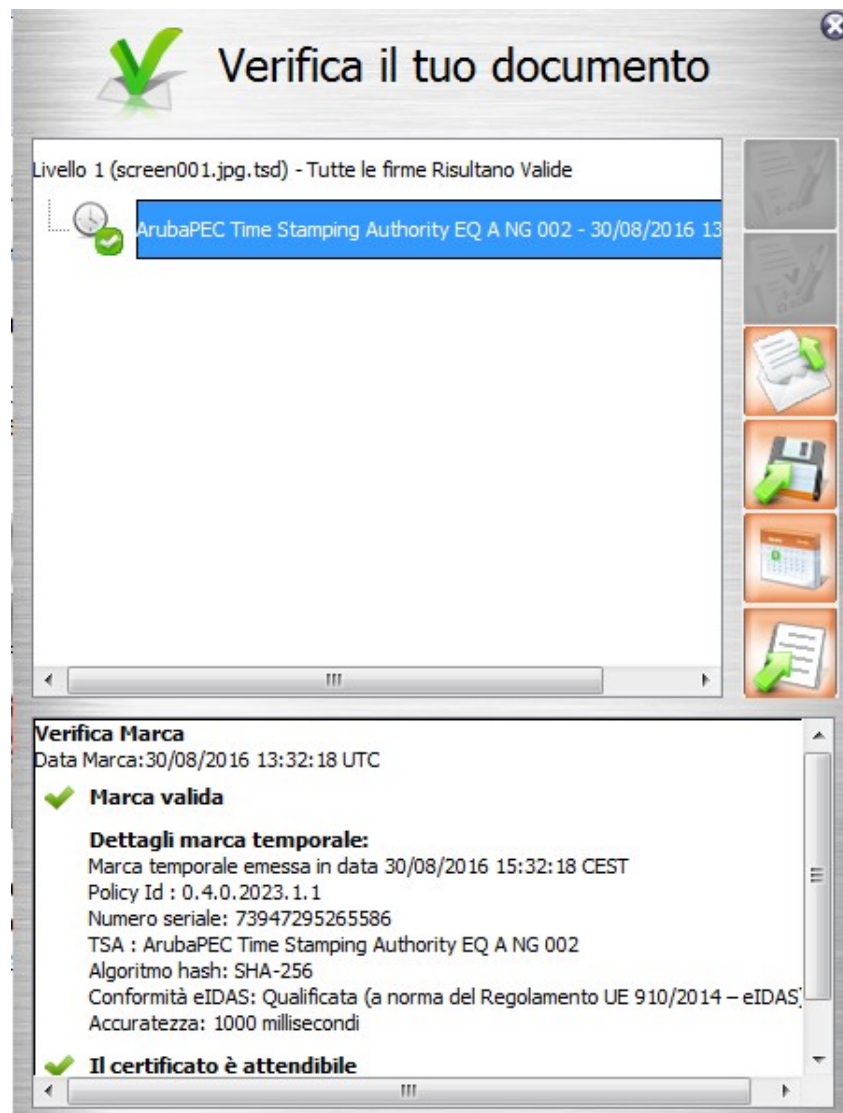 Verifica il tuo documento
Livello 1 (screen001.jpg.tsd) - Tutte le firme Risultano Valide
ArubaPEC Time Stamping Authority EQ A NG 002 - 30/08/2016 13
Verifica Marca
Data Marca:30/08/2016 13:32:18 UTC
Marca valida
Dettagli marca temporale:
Marca temporale emessa in data 30/08/2016 15:32:18 CEST
Policy Id : 0.4.0.2023.1.1
Numero seriale: 73947295265586
TSA : ArubaPEC Time Stamping Authority EQ A NG 002
Algoritmo hash: SHA-256
Conformità eIDAS: Qualificata (a norma del Regolamento UE 910/2014 – eIDAS)
Accuratezza: 1000 millisecondi
Il certificato è attendibile